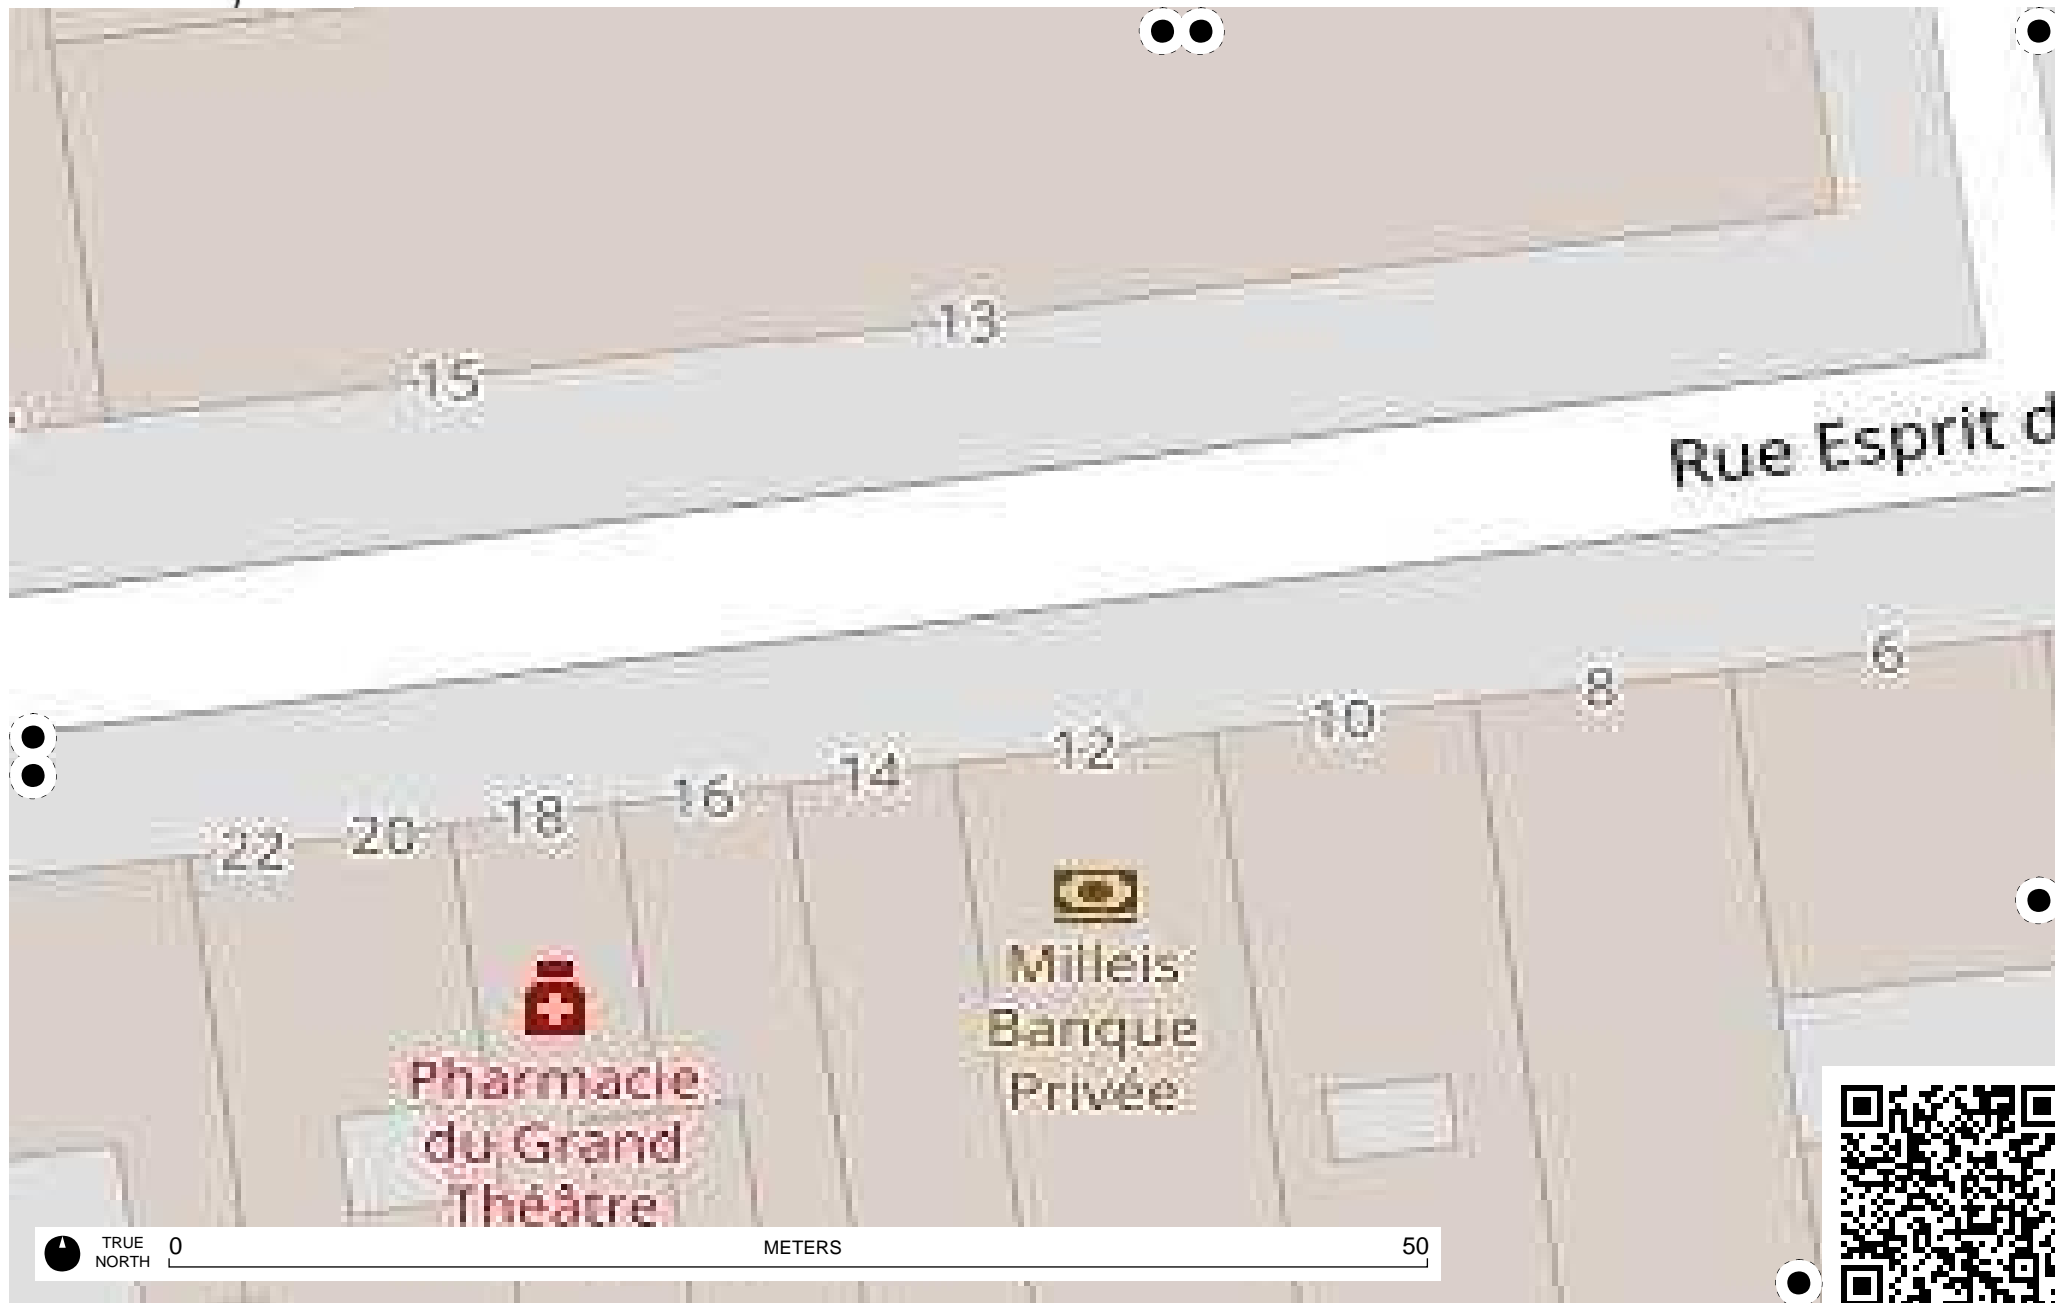 13
15
Rue Esprit d
6
8
10
12
14
16
18
20
22
Milleis
Banque
Privée
Pharmacie
du Grand
Théâtre
TRUE
NORTH
0
METERS
50